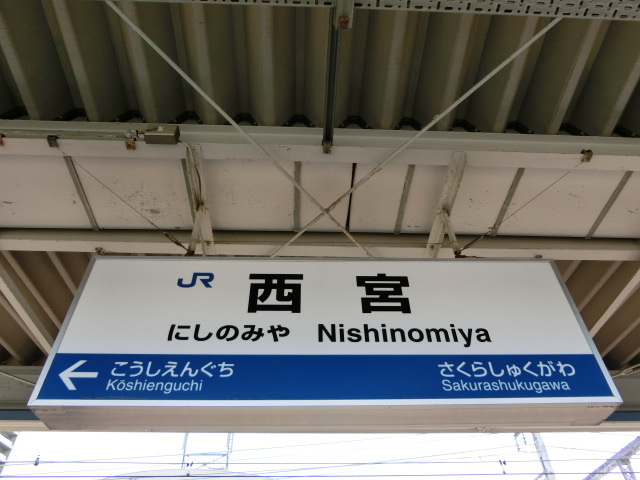 JR 西宮
にしのみや Nishinomiya
← こうしえんぐち さくらしゅくがわ
Kōshienguchi Sakurashukugawa